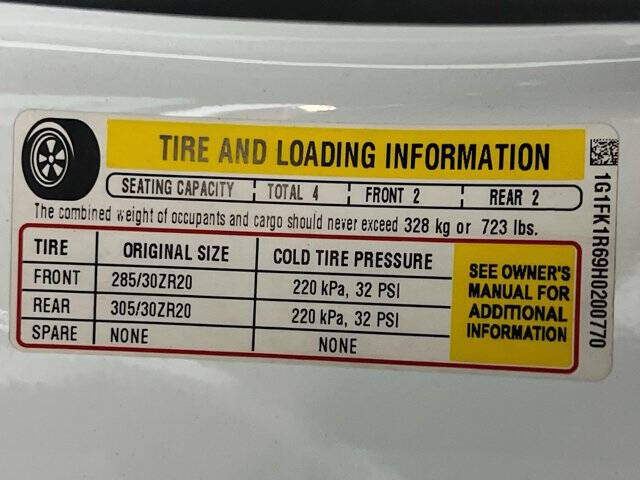 TIRE AND LOADING INFORMATION
SEATING CAPACITY TOTAL 4 FRONT 2 REAR 2
The combined weight of occupants and cargo should never exceed 328 kg or 723 lbs.
TIRE ORIGINAL SIZE COLD TIRE PRESSURE
FRONT 285/30ZR20 220 kPa, 32 PSI
REAR 305/30ZR20 220 kPa, 32 PSI
SPARE NONE NONE
SEE OWNER'S
MANUAL FOR
ADDITIONAL
INFORMATION
1G1FK1R69H0200770